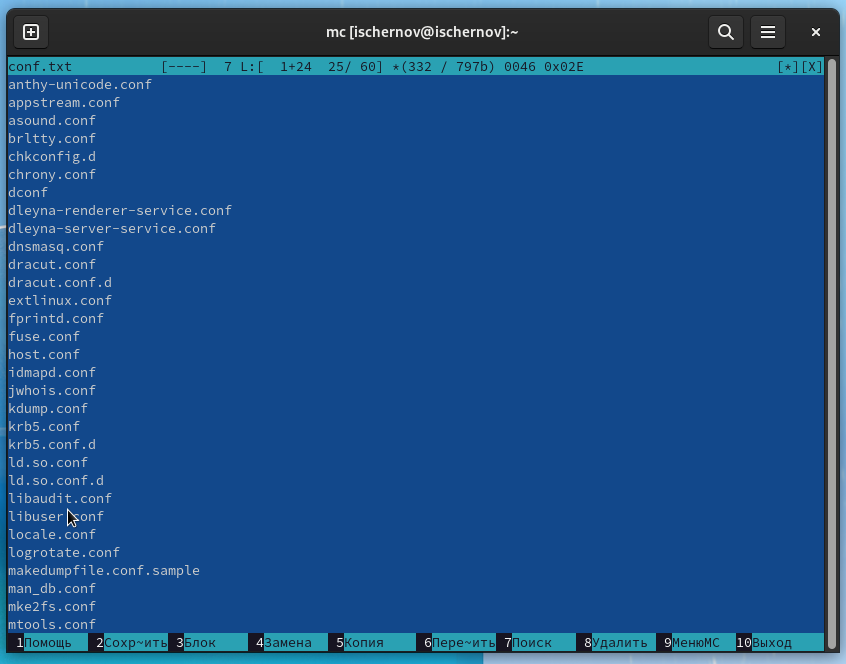 mc [ischernov@ischernov]:~
conf.txt [----] 7 L:[ 1+24 25/ 60] *(332 / 797b) 0046 0x02E [*][X]
anthy-unicode.conf
appstream.conf
asound.conf
brltty.conf
chkconfig.d
chrony.conf
dconf
dleyna-renderer-service.conf
dleyna-server-service.conf
dnsmasq.conf
dracut.conf
dracut.conf.d
extlinux.conf
fprintd.conf
fuse.conf
host.conf
idmapd.conf
jwhois.conf
kdump.conf
krb5.conf
krb5.conf.d
ld.so.conf
ld.so.conf.d
libaudit.conf
libuser.conf
locale.conf
logrotate.conf
makedumpfile.conf.sample
man_db.conf
mke2fs.conf
mtools.conf
1Помощь 2Сохр~ить 3Блок 4Замена 5Копия 6Пере~ить 7Поиск 8Удалить 9МенюMC 10Выход